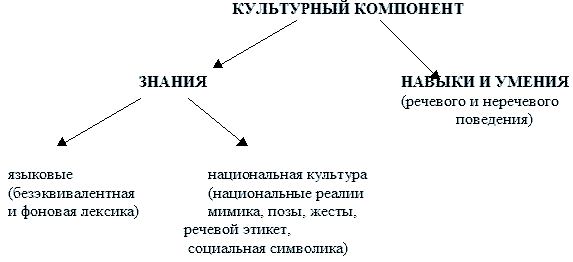 КУЛЬТУРНЫЙ КОМПОНЕНТ
ЗНАНИЯ
НАВЫКИ И УМЕНИЯ
(речевого и неречевого
поведения)
языковые
(безэквивалентная
и фоновая лексика)
национальная культура
(национальные реалии
мимика, позы, жесты,
речевой этикет,
социальная символика)